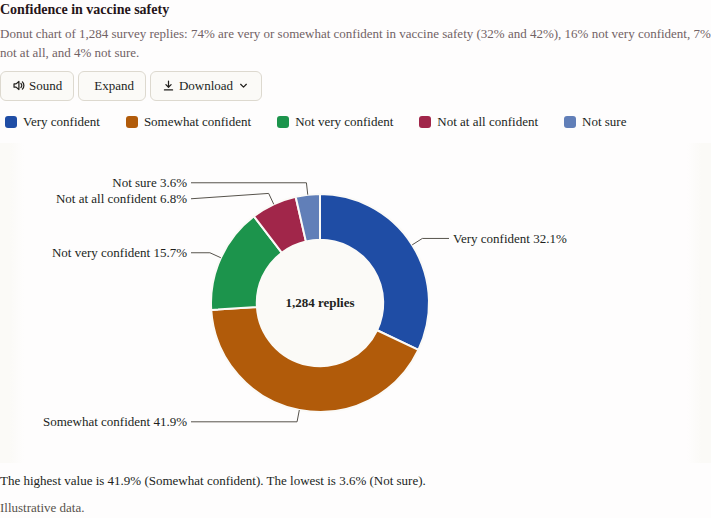 Confidence in vaccine safety
Donut chart of 1,284 survey replies: 74% are very or somewhat confident in vaccine safety (32% and 42%), 16% not very confident, 7%
not at all, and 4% not sure.
Sound Expand Download
Very confident Somewhat confident Not very confident Not at all confident Not sure
Not sure 3.6%
Not at all confident 6.8%
Very confident 32.1%
Not very confident 15.7%
1,284 replies
Somewhat confident 41.9%
The highest value is 41.9% (Somewhat confident). The lowest is 3.6% (Not sure).
Illustrative data.